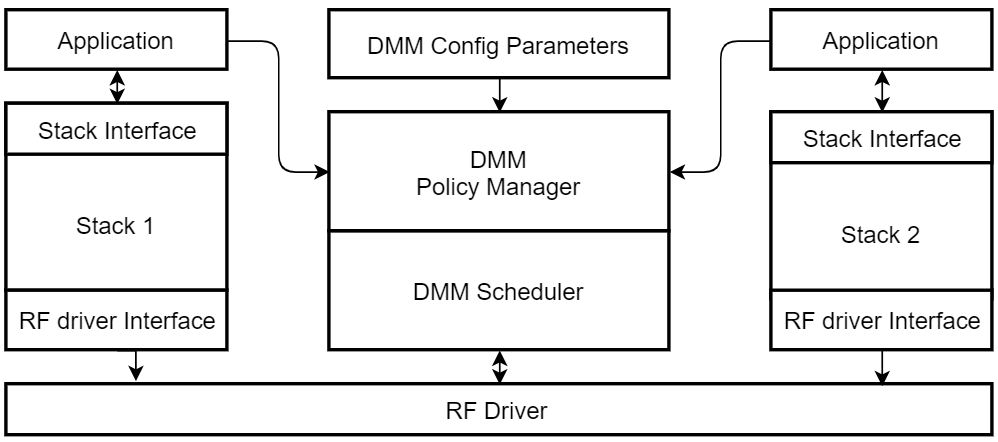 Application
DMM Config Parameters
Application
Stack Interface
Stack 1
RF driver Interface
DMM
Policy Manager
DMM Scheduler
Stack Interface
Stack 2
RF driver Interface
RF Driver